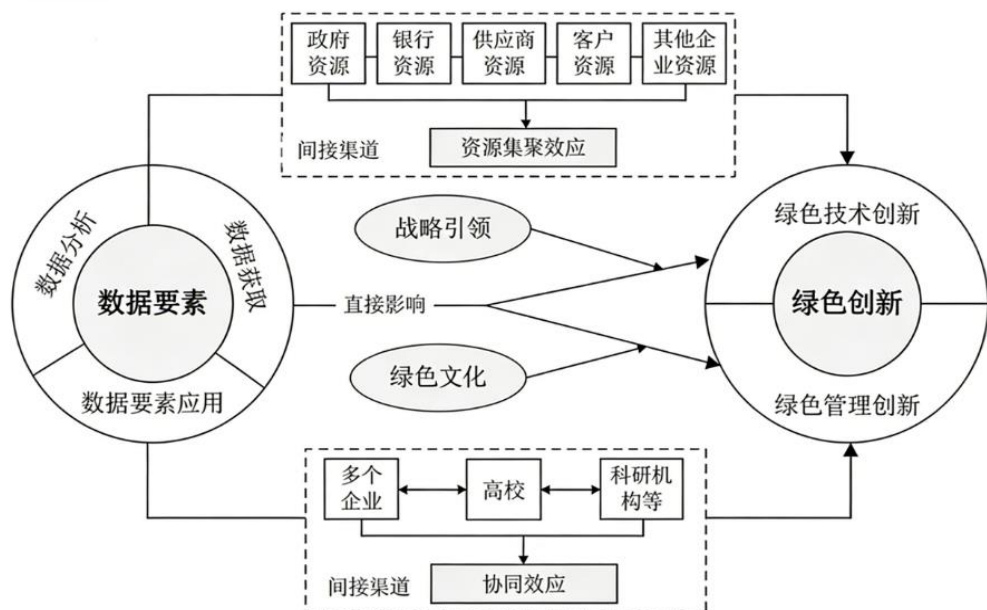 政府
资源
银行
资源
供应商
资源
客户
资源
其他企
业资源
间接渠道
资源集聚效应
数据分析
数据获取
数据要素
数据要素应用
战略引领
直接影响
绿色文化
绿色技术创新
绿色创新
绿色管理创新
多个
企业
高校
科研机
构等
间接渠道
协同效应